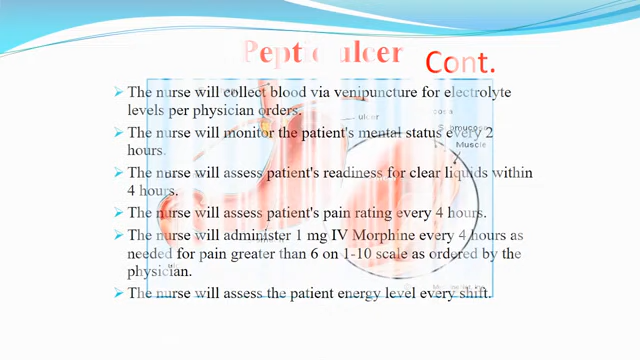 Peptic ulcer Cont.
The nurse will collect blood via venipuncture for electrolyte
levels per physician orders.
The nurse will monitor the patient's mental status every 2
hours.
The nurse will assess patient's readiness for clear liquids within
4 hours.
The nurse will assess patient's pain rating every 4 hours.
The nurse will administer 1 mg IV Morphine every 4 hours as
needed for pain greater than 6 on 1-10 scale as ordered by the
physician.
The nurse will assess the patient energy level every shift.
ulcer
Muscle